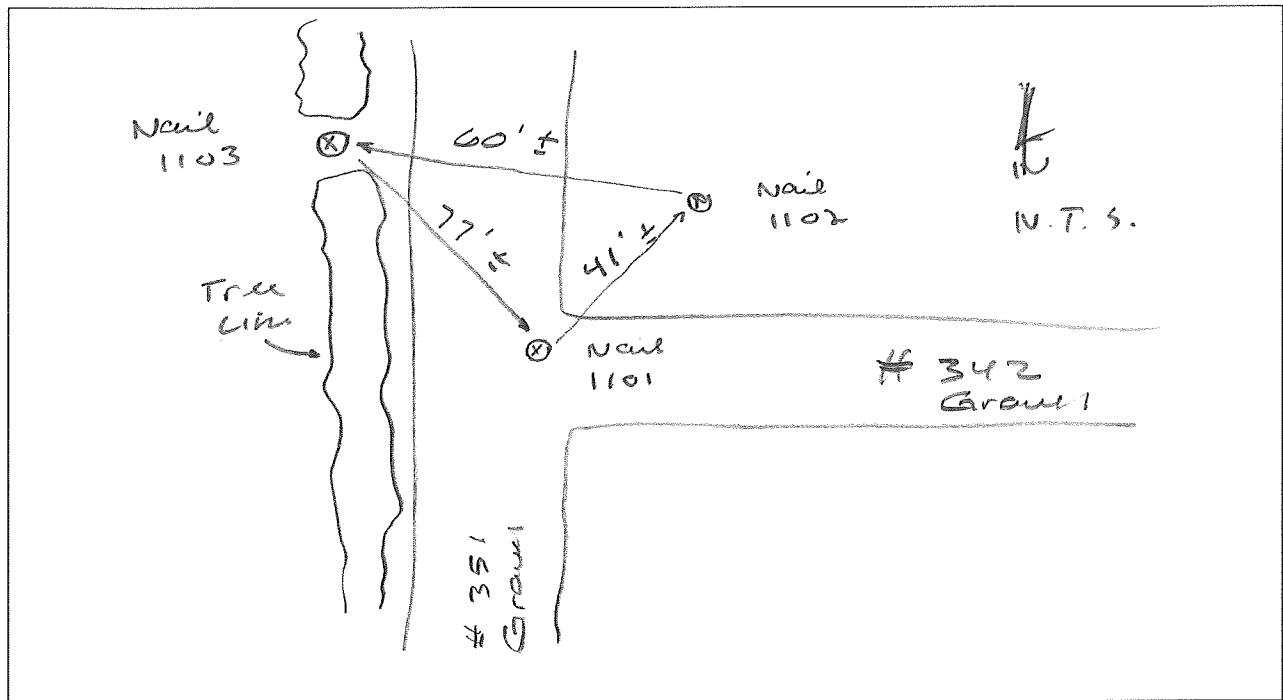 Nail
1103
60' ±
Nail
1102
N
N.T.S.
77' ±
41' ±
Tree
Line
Nail
1101
# 342
Gravel
# 351
Gravel